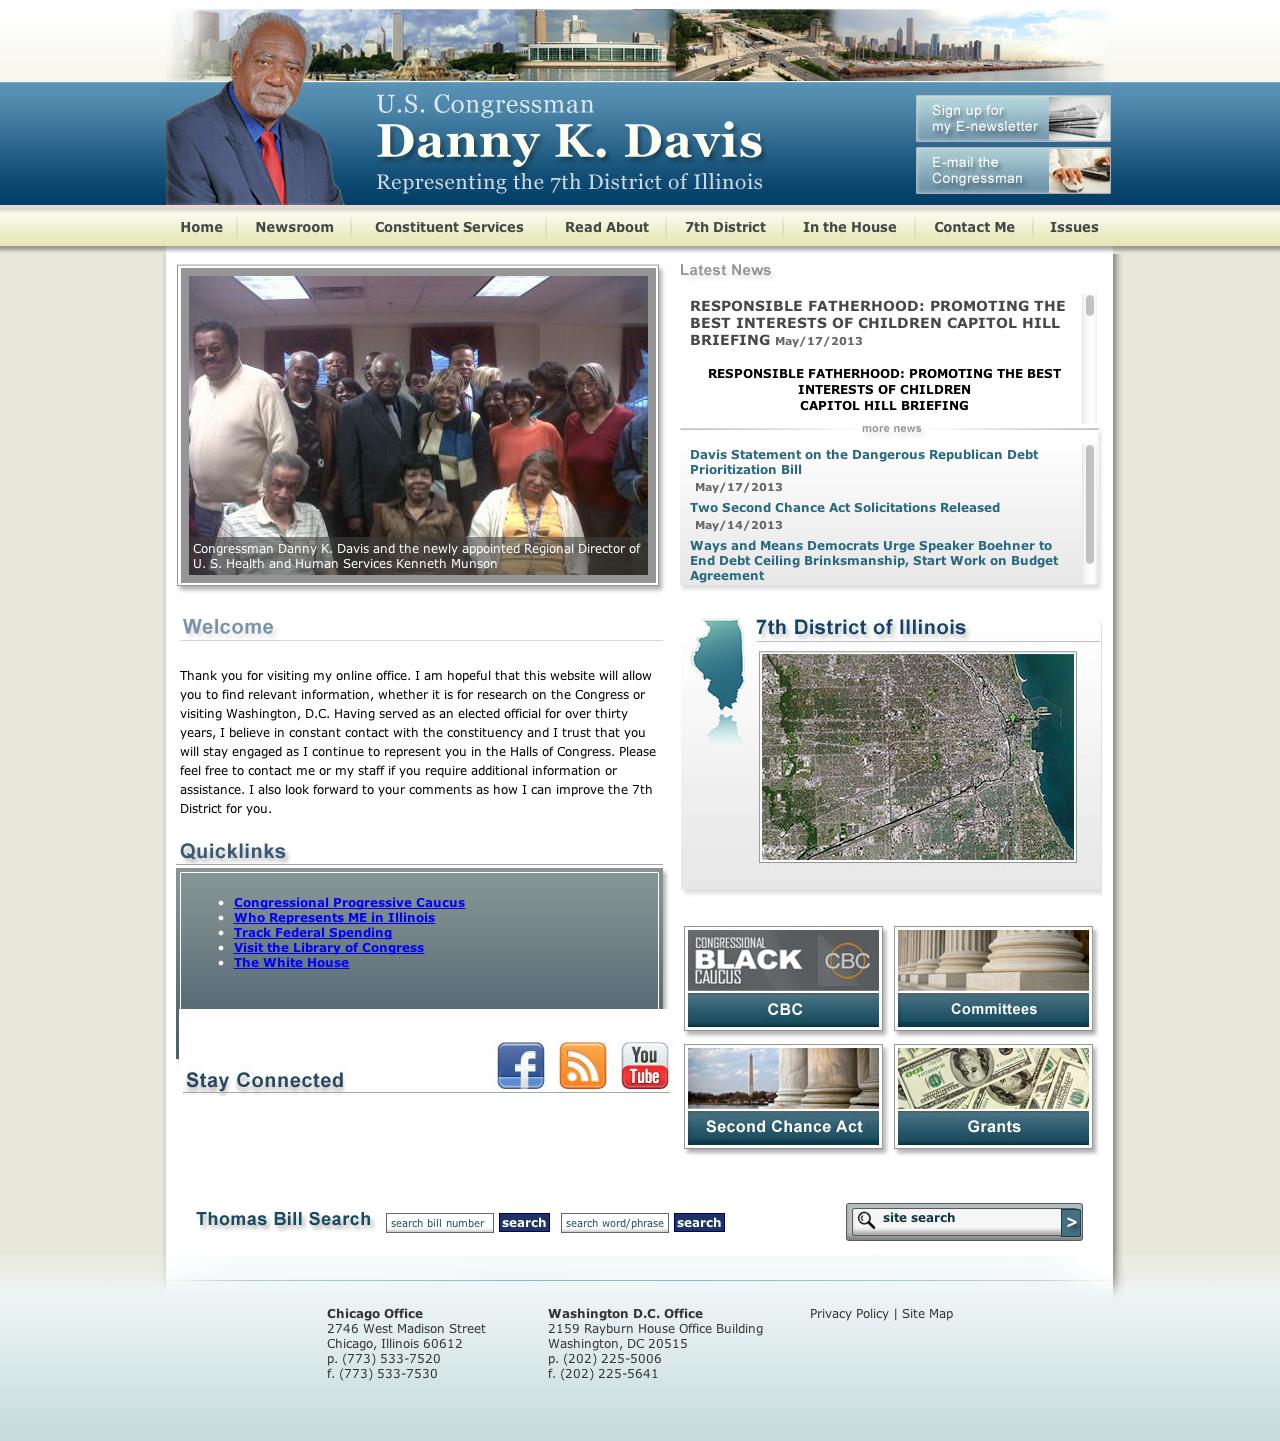 U.S. Congressman
Danny K. Davis
Representing the 7th District of Illinois
Sign up for
my E-newsletter
E-mail the
Congressman
Home
Newsroom
Constituent Services
Read About
7th District
In the House
Contact Me
Issues
Congressman Danny K. Davis and the newly appointed Regional Director of
U. S. Health and Human Services Kenneth Munson
Latest News
RESPONSIBLE FATHERHOOD: PROMOTING THE
BEST INTERESTS OF CHILDREN CAPITOL HILL
BRIEFING May/17/2013
RESPONSIBLE FATHERHOOD: PROMOTING THE BEST
INTERESTS OF CHILDREN
CAPITOL HILL BRIEFING
more news
Davis Statement on the Dangerous Republican Debt
Prioritization Bill
May/17/2013
Two Second Chance Act Solicitations Released
May/14/2013
Ways and Means Democrats Urge Speaker Boehner to
End Debt Ceiling Brinksmanship, Start Work on Budget
Agreement
Welcome
Thank you for visiting my online office. I am hopeful that this website will allow
you to find relevant information, whether it is for research on the Congress or
visiting Washington, D.C. Having served as an elected official for over thirty
years, I believe in constant contact with the constituency and I trust that you
will stay engaged as I continue to represent you in the Halls of Congress. Please
feel free to contact me or my staff if you require additional information or
assistance. I also look forward to your comments as how I can improve the 7th
District for you.
7th District of Illinois
Quicklinks
Congressional Progressive Caucus
Who Represents ME in Illinois
Track Federal Spending
Visit the Library of Congress
The White House
CONGRESSIONAL
BLACK
CAUCUS
CBC
CBC
Committees
Stay Connected
You
Tube
Second Chance Act
Grants
Thomas Bill Search
search bill number
search
search word/phrase
search
site search
>
Chicago Office
2746 West Madison Street
Chicago, Illinois 60612
p. (773) 533-7520
f. (773) 533-7530
Washington D.C. Office
2159 Rayburn House Office Building
Washington, DC 20515
p. (202) 225-5006
f. (202) 225-5641
Privacy Policy | Site Map